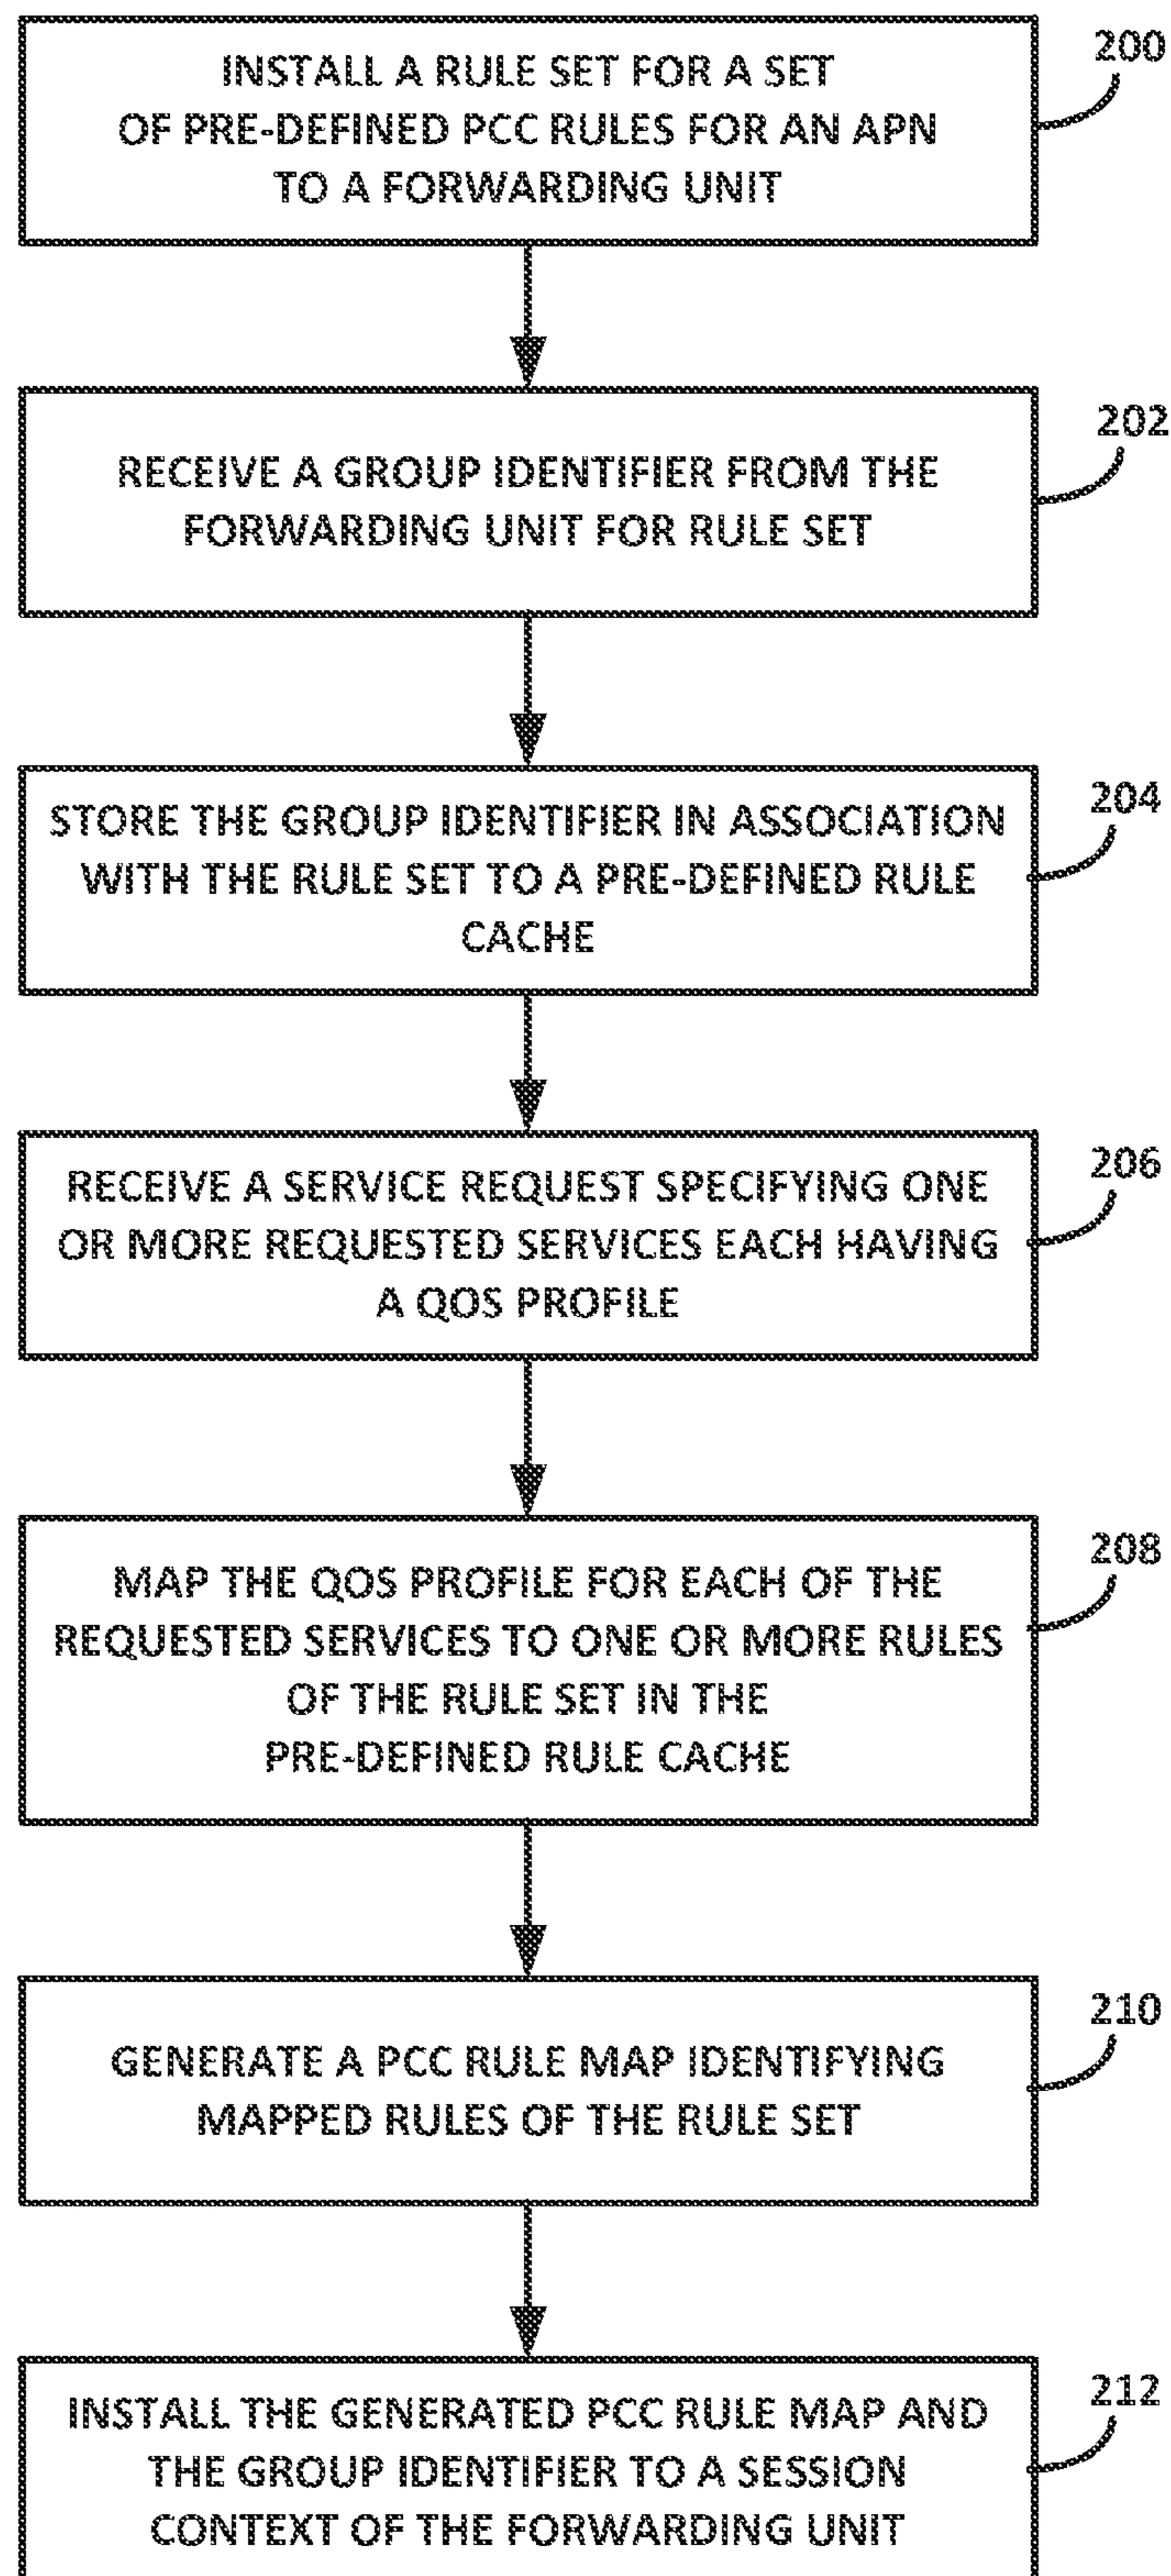 INSTALL A RULE SET FOR A SET
OF PRE-DEFINED PCC RULES FOR AN APN
TO A FORWARDING UNIT
200
RECEIVE A GROUP IDENTIFIER FROM THE
FORWARDING UNIT FOR RULE SET
202
STORE THE GROUP IDENTIFIER IN ASSOCIATION
WITH THE RULE SET TO A PRE-DEFINED RULE
CACHE
204
RECEIVE A SERVICE REQUEST SPECIFYING ONE
OR MORE REQUESTED SERVICES EACH HAVING
A QOS PROFILE
206
MAP THE QOS PROFILE FOR EACH OF THE
REQUESTED SERVICES TO ONE OR MORE RULES
OF THE RULE SET IN THE
PRE-DEFINED RULE CACHE
208
GENERATE A PCC RULE MAP IDENTIFYING
MAPPED RULES OF THE RULE SET
210
INSTALL THE GENERATED PCC RULE MAP AND
THE GROUP IDENTIFIER TO A SESSION
CONTEXT OF THE FORWARDING UNIT
212